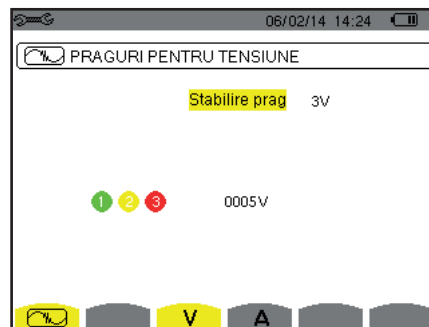 06/02/14 14:24
PRAGURI PENTRU TENSIUNE
Stabilire prag 3V
1 2 3 0005V
V A